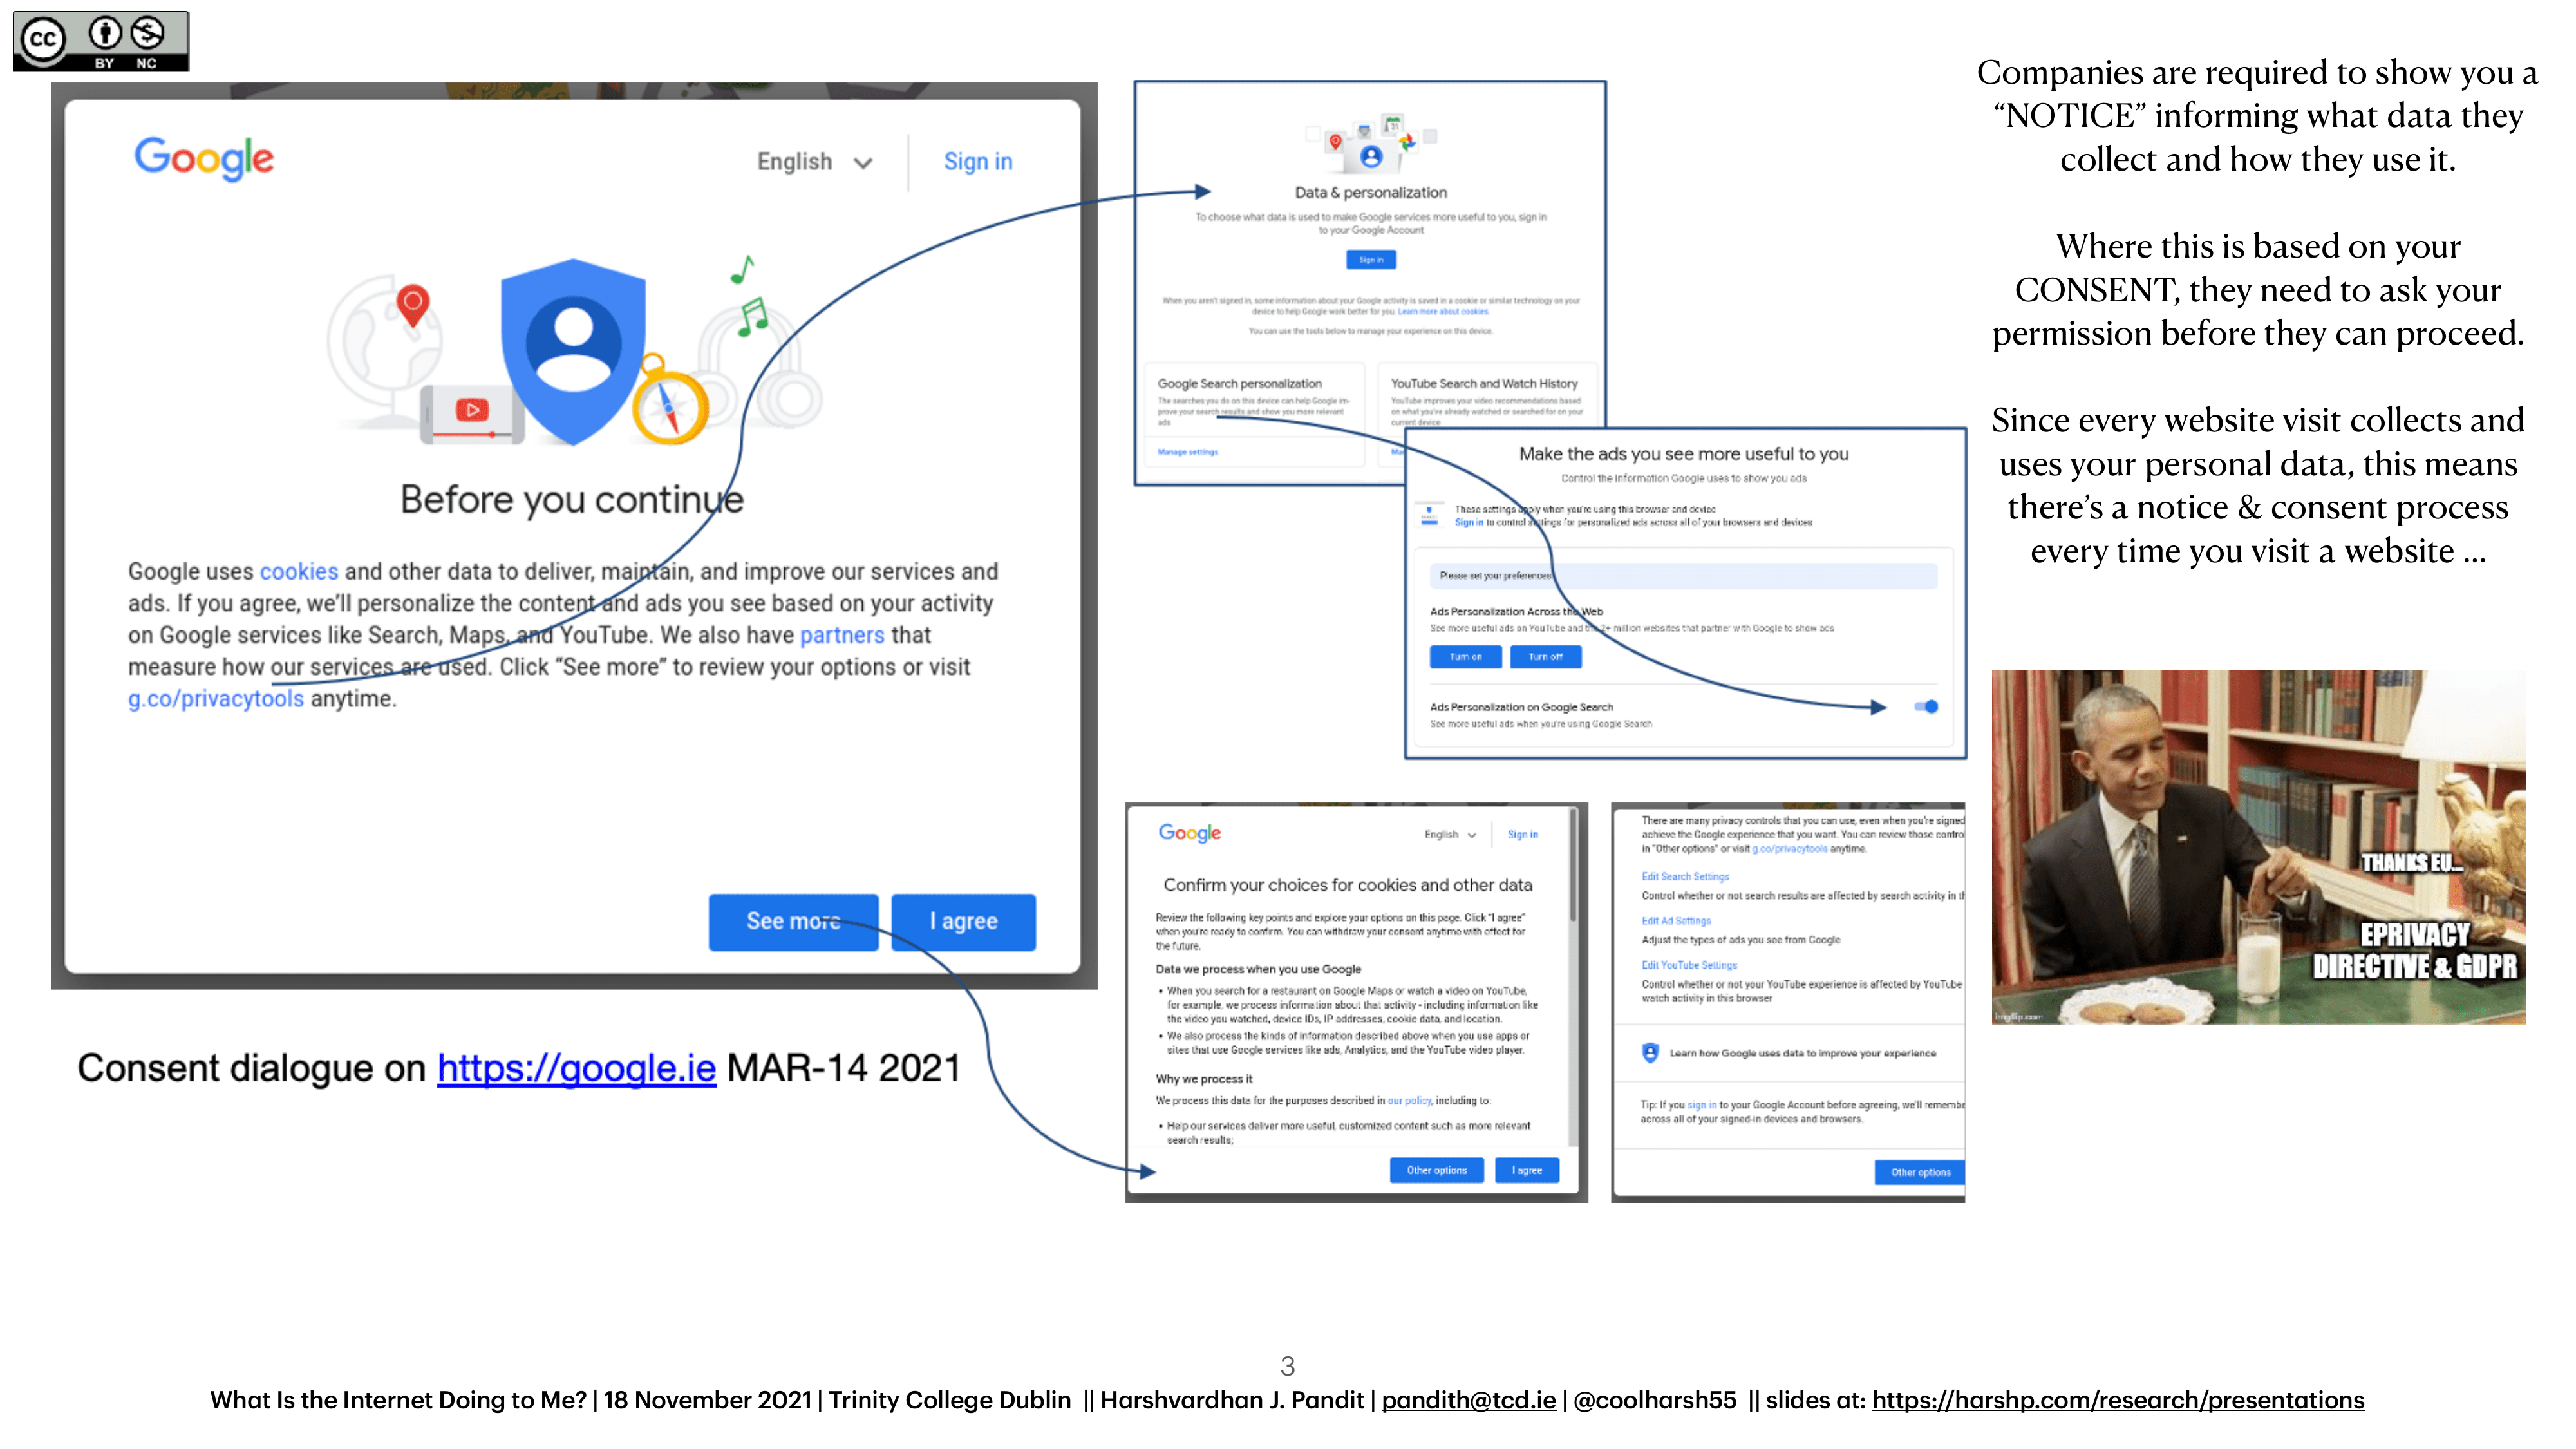 cc
BY NC
Google
English
Sign in
Before you continue
Google uses cookies and other data to deliver, maintain, and improve our services and
ads. If you agree, we'll personalize the content and ads you see based on your activity
on Google services like Search, Maps, and YouTube. We also have partners that
measure how our services are used. Click “See more” to review your options or visit
g.co/privacytools anytime.
See more
I agree
Consent dialogue on https://google.ie MAR-14 2021
31
Data & personalization
To choose what data is used to make Google services more useful to you, sign in
to your Google Account
Sign in
When you aren't signed in, some information about your Google activity is saved in a cookie or similar technology on your
device to help Google work better for you. Learn more about cookies.
You can use the tools below to manage your experience on this device.
Google Search personalization
The searches you do on this device can help Google im-
prove your search results and show you more relevant
ads
Manage settings
YouTube Search and Watch History
YouTube improves your video recommendations based
on what you've already watched or searched for on your
current device
Ma
Make the ads you see more useful to you
Control the information Google uses to show you ads
These settings apply when you're using this browser and device
Sign in to control settings for personalized ads across all of your browsers and devices
Please set your preferences
Ads Personalization Across the Web
See more useful ads on YouTube and the 2+ million websites that partner with Google to show ads
Turn on
Turn off
Ads Personalization on Google Search
See more useful ads when you're using Google Search
Google
English
Sign in
Confirm your choices for cookies and other data
Review the following key points and explore your options on this page. Click "I agree"
when you're ready to confirm. You can withdraw your consent anytime with effect for
the future.
Data we process when you use Google
• When you search for a restaurant on Google Maps or watch a video on YouTube,
for example, we process information about that activity - including information like
the video you watched, device IDs, IP addresses, cookie data, and location.
• We also process the kinds of information described above when you use apps or
sites that use Google services like ads, Analytics, and the YouTube video player.
Why we process it
We process this data for the purposes described in our policy, including to:
• Help our services deliver more useful, customized content such as more relevant
search results;
Other options
I agree
There are many privacy controls that you can use, even when you're signed
achieve the Google experience that you want. You can review those contro
in "Other options" or visit g.co/privacytools anytime.
Edit Search Settings
Control whether or not search results are affected by search activity in th
Edit Ad Settings
Adjust the types of ads you see from Google
Edit YouTube Settings
Control whether or not your YouTube experience is affected by YouTube
watch activity in this browser
Learn how Google uses data to improve your experience
Tip: If you sign in to your Google Account before agreeing, we'll remembe
across all of your signed-in devices and browsers.
Other options
Companies are required to show you a
“NOTICE” informing what data they
collect and how they use it.
Where this is based on your
CONSENT, they need to ask your
permission before they can proceed.
Since every website visit collects and
uses your personal data, this means
there’s a notice & consent process
every time you visit a website ...
THANKS EU...
EPRIVACY
DIRECTIVE & GDPR
imgflip.com
3
What Is the Internet Doing to Me? | 18 November 2021 | Trinity College Dublin || Harshvardhan J. Pandit | pandith@tcd.ie | @coolharsh55 || slides at: https://harshp.com/research/presentations